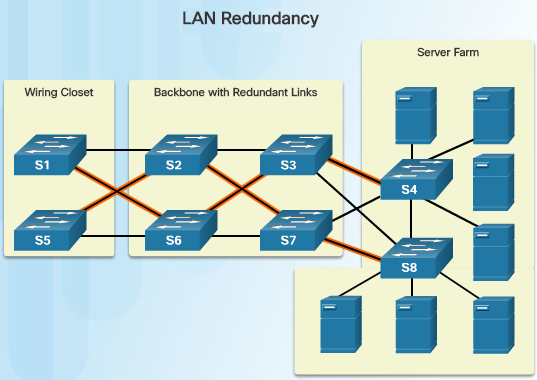 LAN Redundancy
Server Farm
Wiring Closet
Backbone with Redundant Links
S1
S2
S3
S4
S5
S6
S7
S8